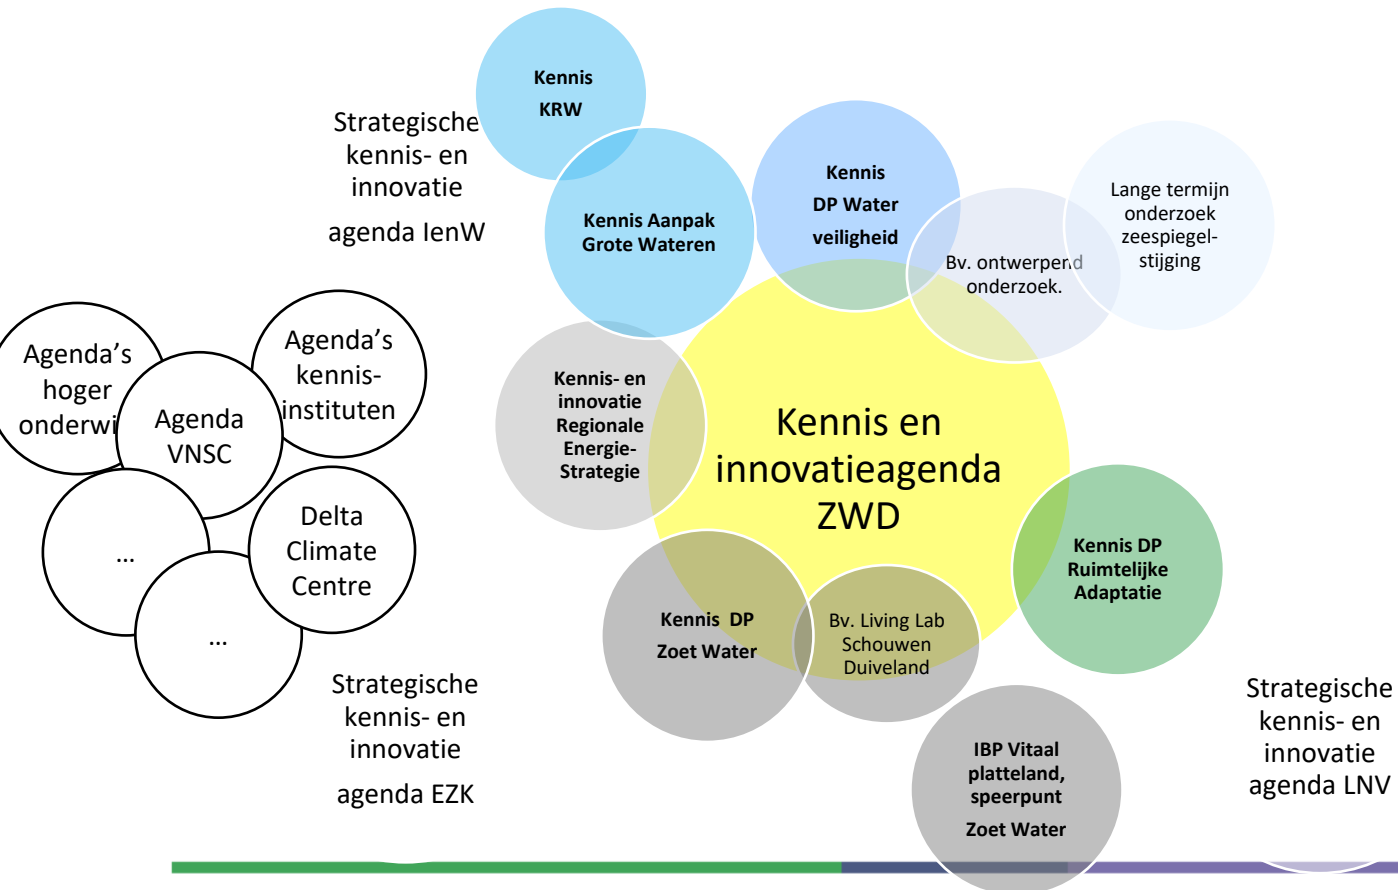 Kennis
KRW
Strategische
kennis- en
innovatie
agenda IenW
Kennis Aanpak
Grote Wateren
Kennis
DP Water
veiligheid
Bv. ontwerpend
onderzoek.
Lange termijn
onderzoek
zeespiegel-
stijging
Agenda's
hoger
onderwi
Agenda
VNSC
Agenda's
kennis-
instituten
...
...
Delta
Climate
Centre
Kennis- en
innovatie
Regionale
Energie-
Strategie
Kennis en
innovatieagenda
ZWD
Kennis DP
Ruimtelijke
Adaptatie
Kennis DP
Zoet Water
Bv. Living Lab
Schouwen
Duiveland
Strategische
kennis- en
innovatie
agenda EZK
IBP Vitaal
platteland,
speerpunt
Zoet Water
Strategische
kennis- en
innovatie
agenda LNV